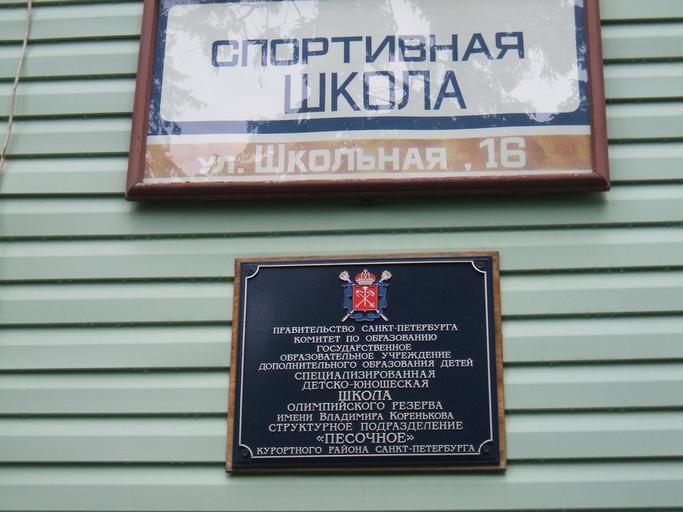 СПОРТИВНАЯ
ШКОЛА
ул. Школьная , 16
ПРАВИТЕЛЬСТВО САНКТ-ПЕТЕРБУРГА
КОМИТЕТ ПО ОБРАЗОВАНИЮ
ГОСУДАРСТВЕННОЕ
ОБРАЗОВАТЕЛЬНОЕ УЧРЕЖДЕНИЕ
ДОПОЛНИТЕЛЬНОГО ОБРАЗОВАНИЯ ДЕТЕЙ
СПЕЦИАЛИЗИРОВАННАЯ
ДЕТСКО-ЮНОШЕСКАЯ
ШКОЛА
ОЛИМПИЙСКОГО РЕЗЕРВА
ИМЕНИ ВЛАДИМИРА КОРЕНЬКОВА
СТРУКТУРНОЕ ПОДРАЗДЕЛЕНИЕ
«ПЕСОЧНОЕ»
КУРОРТНОГО РАЙОНА САНКТ-ПЕТЕРБУРГА